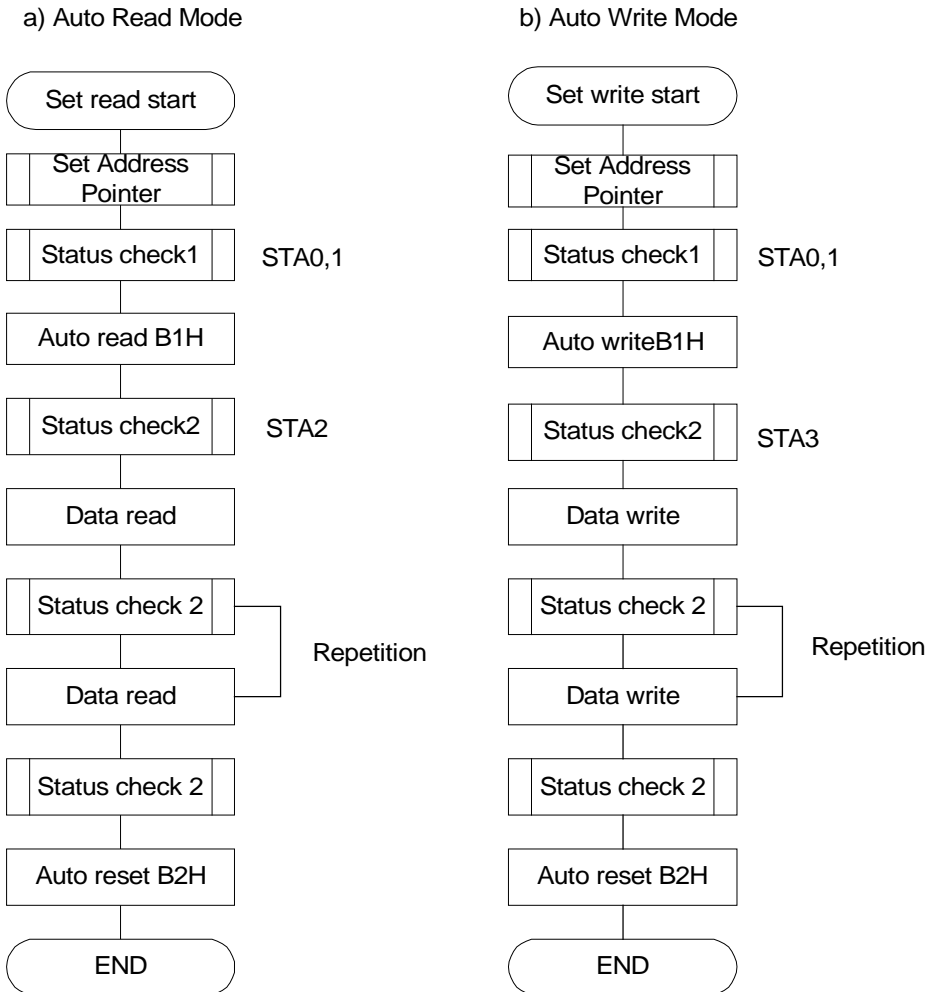 a) Auto Read Mode
Set read start
Set Address
Pointer
Status check1
STA0,1
Auto read B1H
Status check2
STA2
Data read
Status check 2
Repetition
Data read
Status check 2
Auto reset B2H
END
b) Auto Write Mode
Set write start
Set Address
Pointer
Status check1
STA0,1
Auto writeB1H
Status check2
STA3
Data write
Status check 2
Repetition
Data write
Status check 2
Auto reset B2H
END